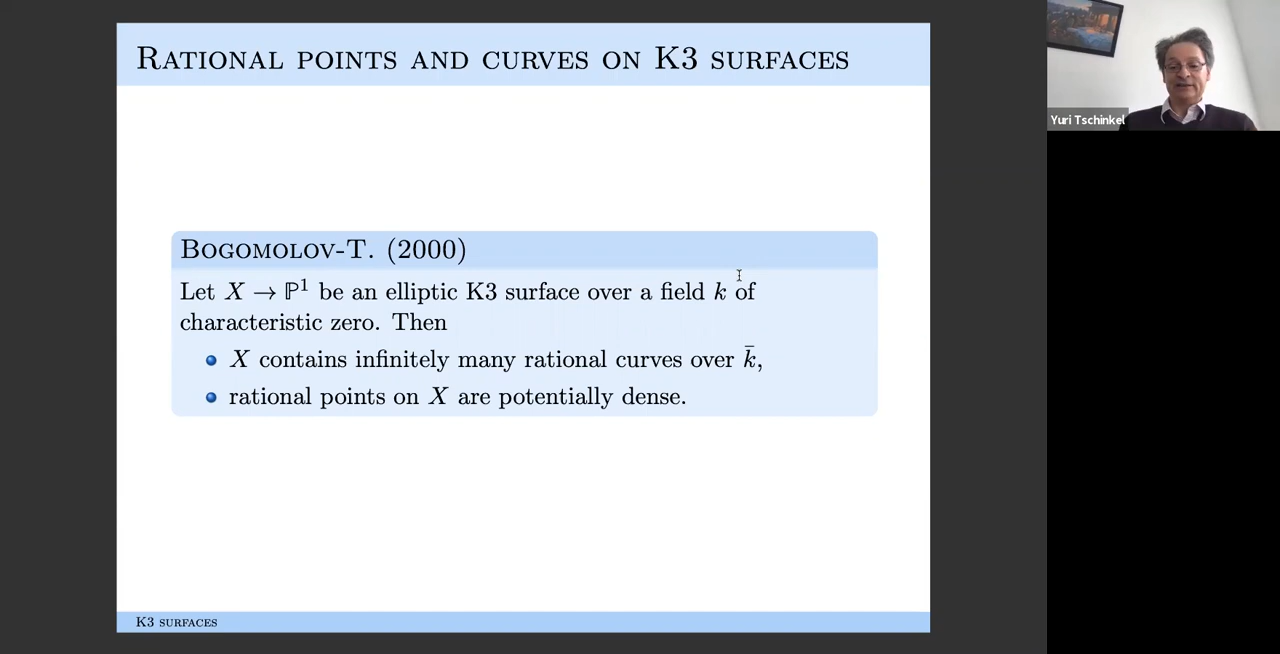 RATIONAL POINTS AND CURVES ON K3 SURFACES
Yuri Tschinkel
BOGOMOLOV-T. (2000)
Let X → ℙ¹ be an elliptic K3 surface over a field k of
characteristic zero. Then
X contains infinitely many rational curves over k̄,
rational points on X are potentially dense.
K3 SURFACES